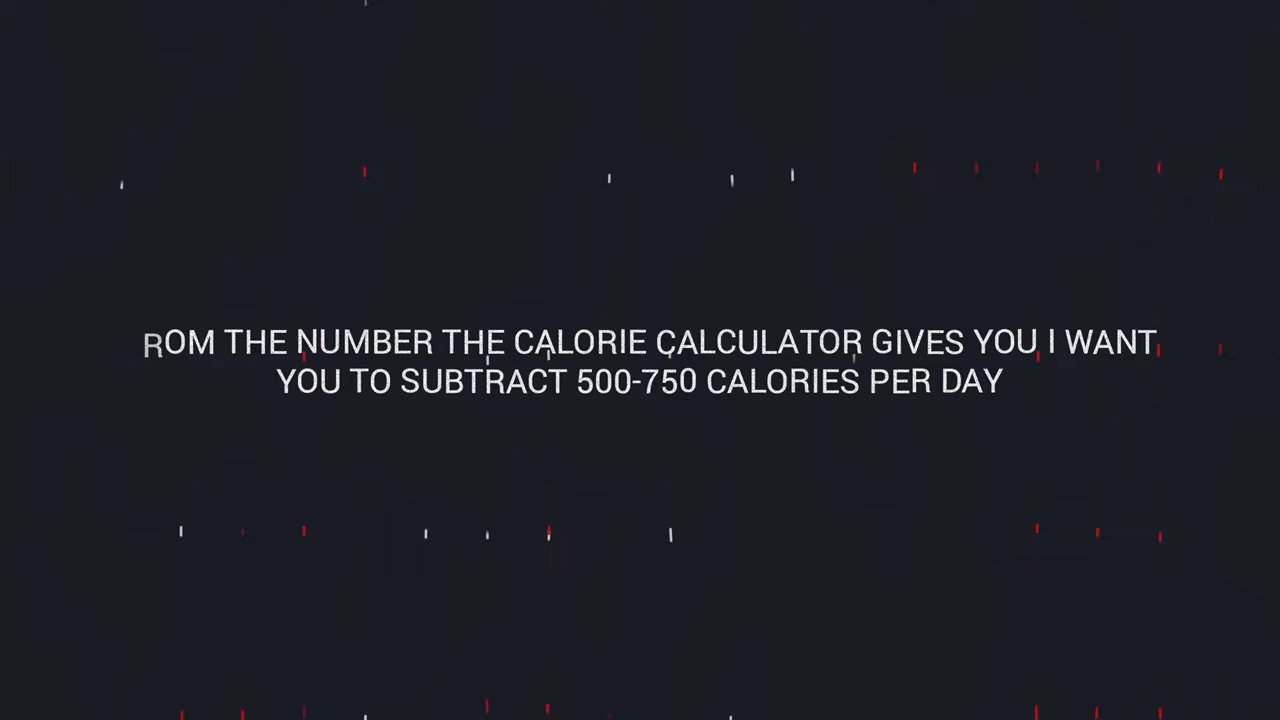 ROM THE NUMBER THE CALORIE CALCULATOR GIVES YOU I WANT
YOU TO SUBTRACT 500-750 CALORIES PER DAY